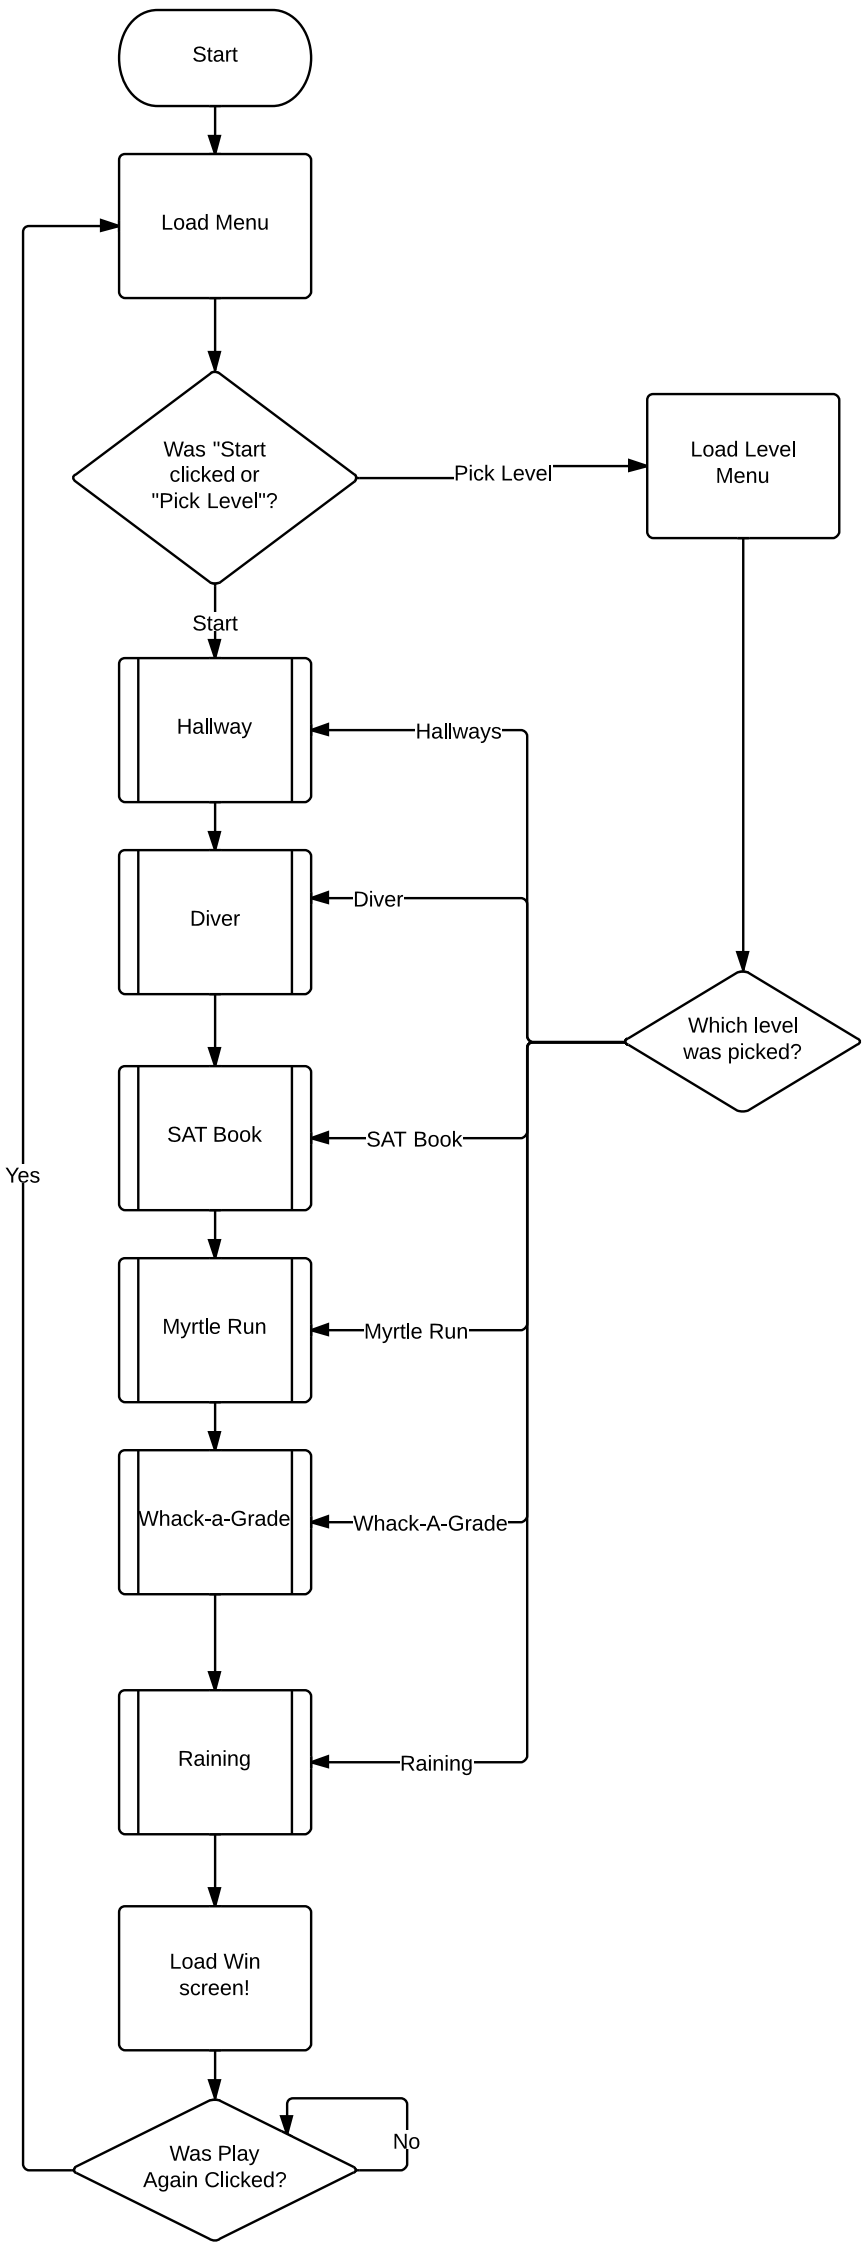 Start
Load Menu
Was "Start
clicked or
"Pick Level"?
Pick Level
Load Level
Menu
Start
Hallway
Hallways
Diver
Diver
Which level
was picked?
SAT Book
SAT Book
Yes
Myrtle Run
Myrtle Run
Whack-a-Grade
Whack-A-Grade
Raining
Raining
Load Win
screen!
Was Play
Again Clicked?
No